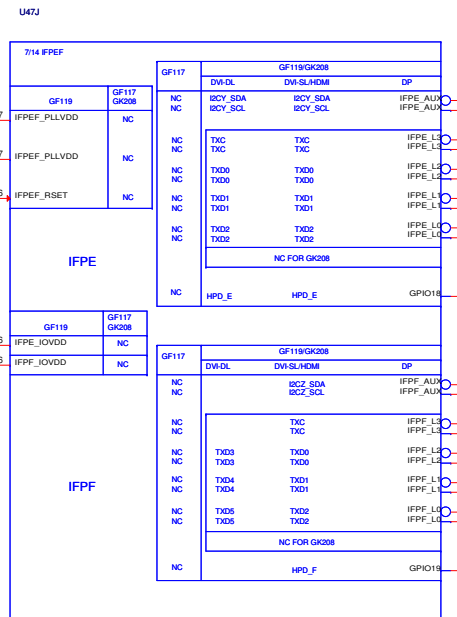 U47J
7/14 IFPEF
GF119 GF117 GK208
IFPEF_PLLVDD NC
IFPEF_PLLVDD NC
IFPEF_RSET NC
IFPE
GF117 GF119/GK208
DVI-DL DVI-SL/HDMI DP
NC I2CY_SDA I2CY_SDA IFPE_AUX
NC I2CY_SCL I2CY_SCL IFPE_AUX
NC TXC TXC IFPE_L3
NC TXC TXC IFPE_L3
NC TXD0 TXD0 IFPE_L2
NC TXD0 TXD0 IFPE_L2
NC TXD1 TXD1 IFPE_L1
NC TXD1 TXD1 IFPE_L1
NC TXD2 TXD2 IFPE_L0
NC TXD2 TXD2 IFPE_L0
NC FOR GK208
NC HPD_E HPD_E GPIO18
GF119 GF117 GK208
IFPE_IOVDD NC
IFPF_IOVDD NC
IFPF
GF117 GF119/GK208
DVI-DL DVI-SL/HDMI DP
NC I2CZ_SDA IFPF_AUX
NC I2CZ_SCL IFPF_AUX
NC TXC IFPF_L3
NC TXC IFPF_L3
NC TXD3 TXD0 IFPF_L2
NC TXD3 TXD0 IFPF_L2
NC TXD4 TXD1 IFPF_L1
NC TXD4 TXD1 IFPF_L1
NC TXD5 TXD2 IFPF_L0
NC TXD5 TXD2 IFPF_L0
NC FOR GK208
NC HPD_F GPIO19